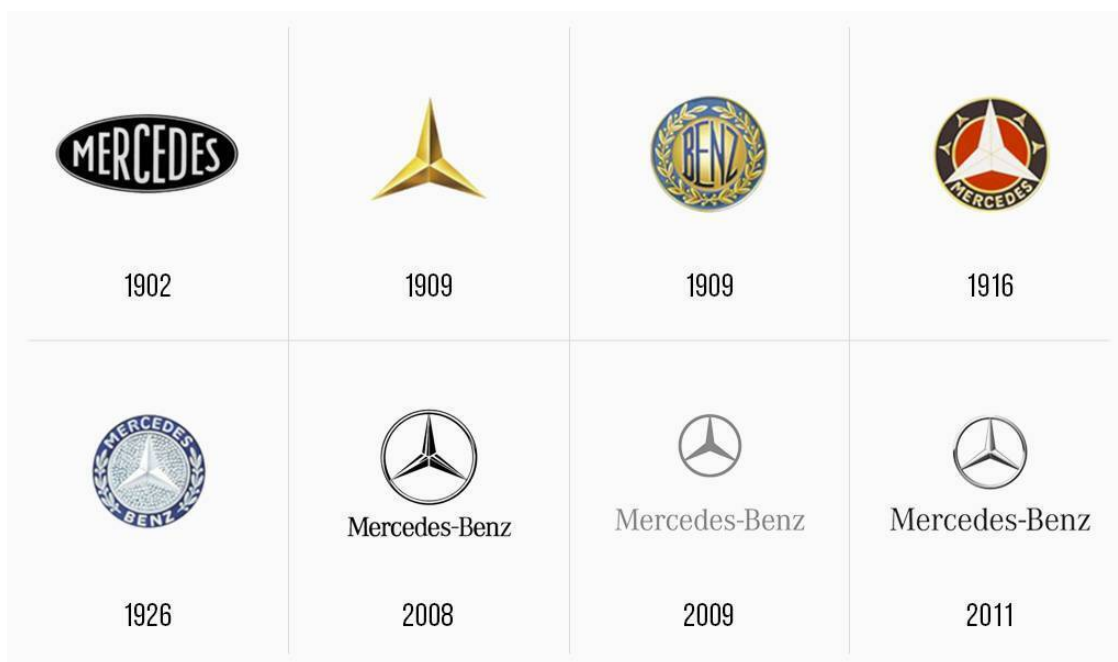 MERCEDES
BENZ
MERCEDES
1902
1909
1909
1916
MERCEDES
BENZ
Mercedes-Benz
Mercedes-Benz
Mercedes-Benz
1926
2008
2009
2011